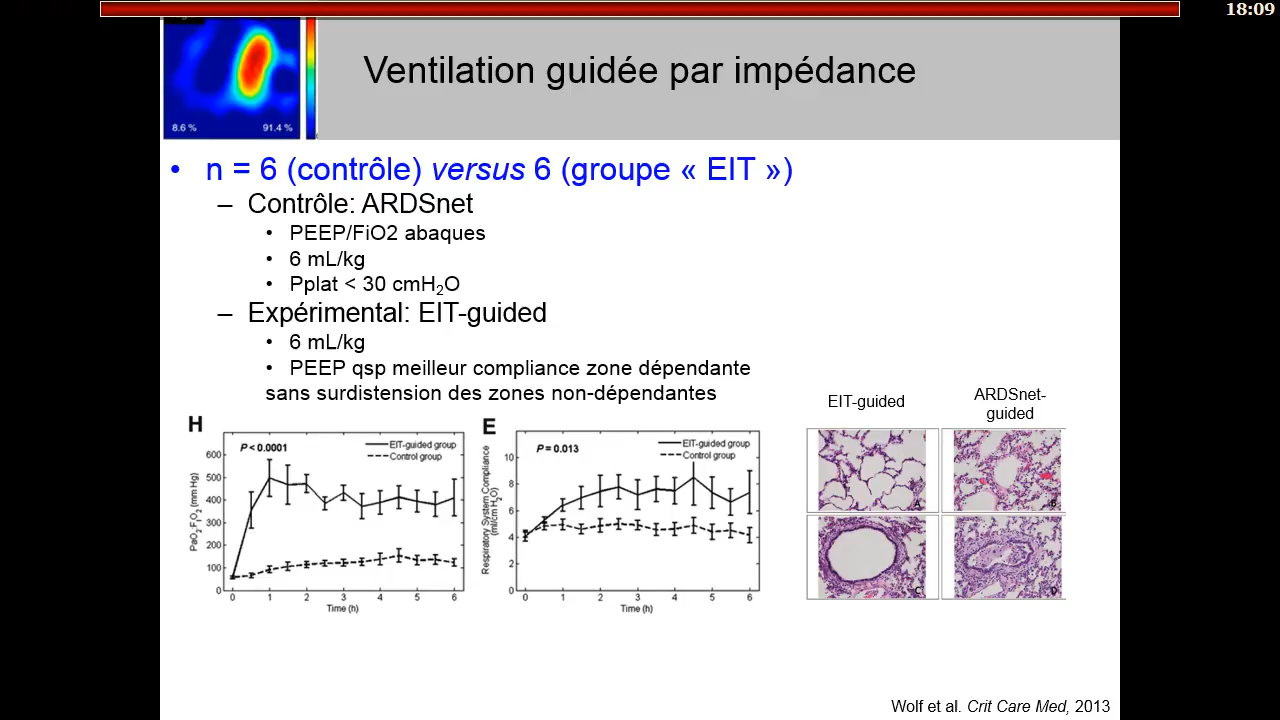 18:09
8.6 %
91.4 %
Ventilation guidée par impédance
• n = 6 (contrôle) versus 6 (groupe « EIT »)
– Contrôle: ARDSnet
• PEEP/FiO2 abaques
• 6 mL/kg
• Pplat < 30 cmH2O
– Expérimental: EIT-guided
• 6 mL/kg
• PEEP qsp meilleur compliance zone dépendante
sans surdistension des zones non-dépendantes
H
P < 0.0001
EIT-guided group
Control group
PaO2:FiO2 (mm Hg)
600
500
400
300
200
100
0
0 1 2 3 4 5 6
Time (h)
E
P = 0.013
EIT-guided group
Control group
Respiratory System Compliance
(ml/cm H2O)
10
8
6
4
2
0
0 1 2 3 4 5 6
Time (h)
EIT-guided
ARDSnet-
guided
A
B
C
D
Wolf et al. Crit Care Med, 2013